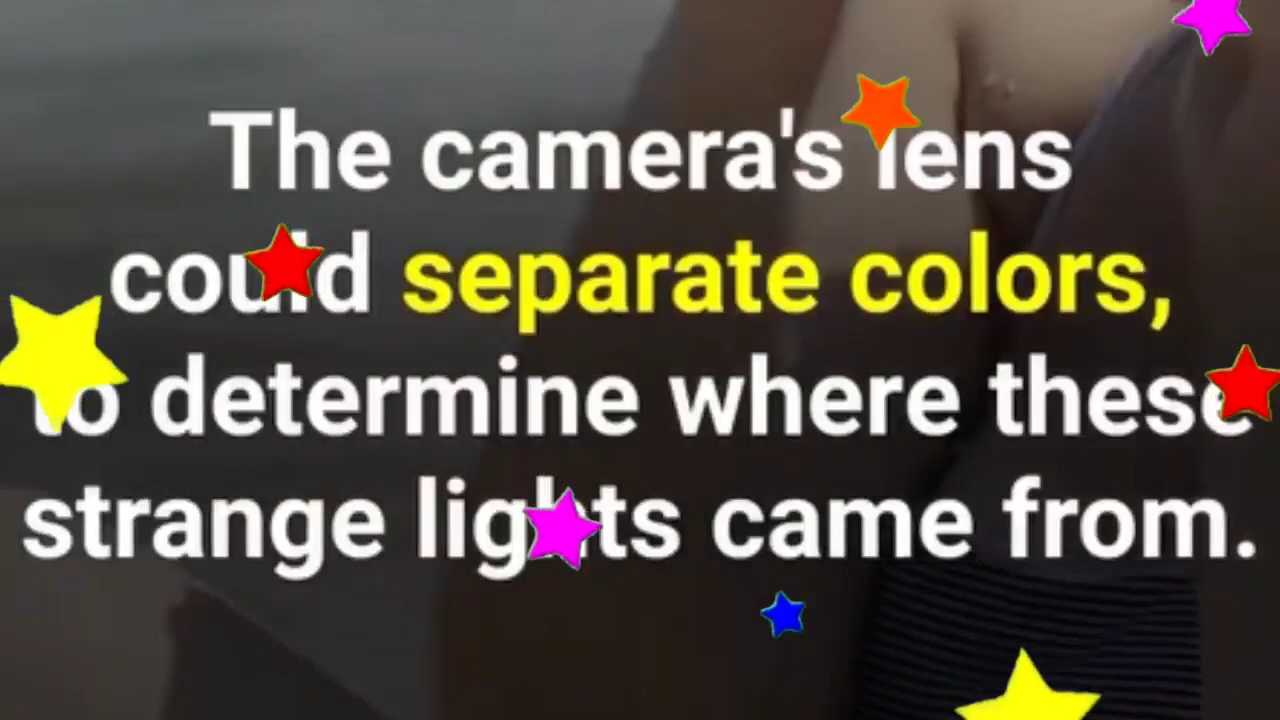 The camera's lens
could separate colors,
to determine where these
strange lights came from.